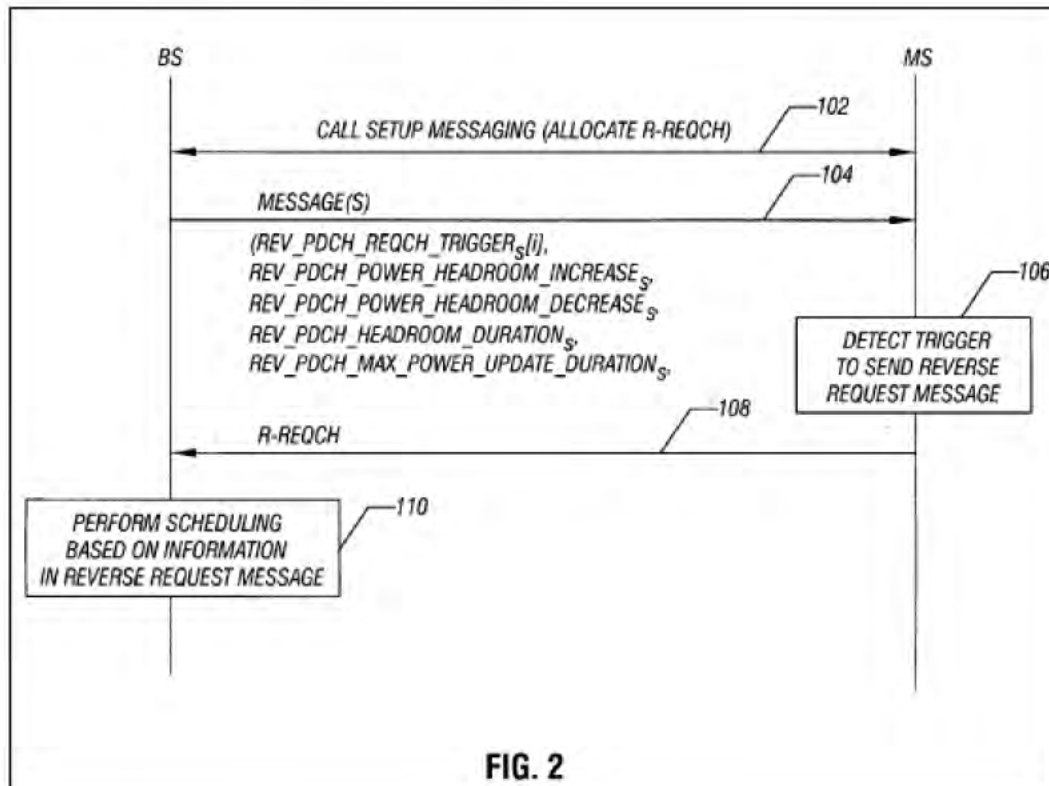 BS
MS
102
CALL SETUP MESSAGING (ALLOCATE R-REQCH)
104
MESSAGE(S)
(REV_PDCH_REQCH_TRIGGERS[i],
REV_PDCH_POWER_HEADROOM_INCREASES,
REV_PDCH_POWER_HEADROOM_DECREASES,
REV_PDCH_HEADROOM_DURATIONS,
REV_PDCH_MAX_POWER_UPDATE_DURATIONS,
106
DETECT TRIGGER
TO SEND REVERSE
REQUEST MESSAGE
108
R-REQCH
110
PERFORM SCHEDULING
BASED ON INFORMATION
IN REVERSE REQUEST MESSAGE
FIG. 2